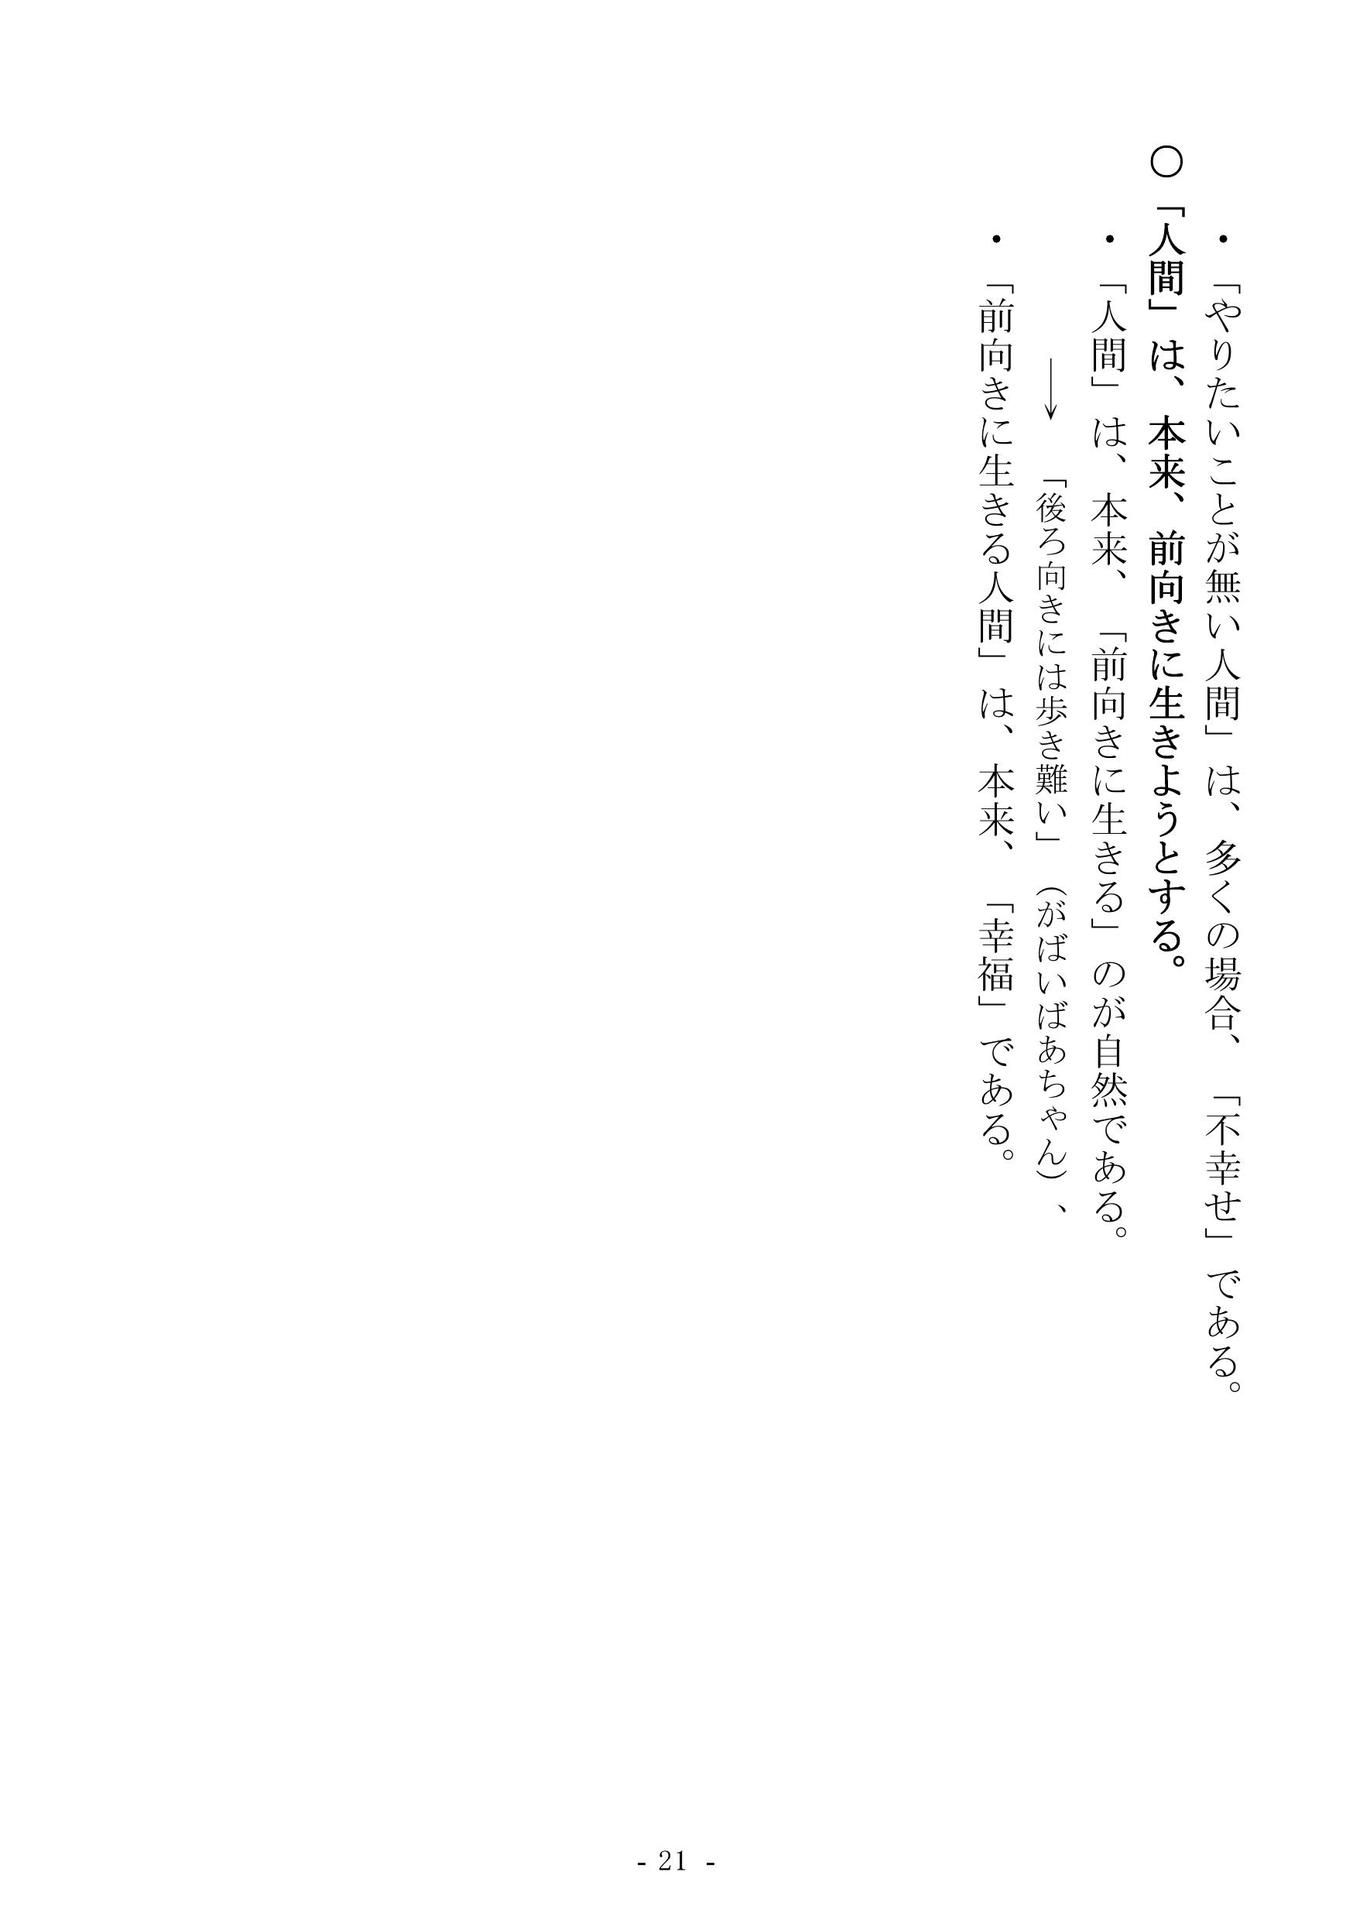 ・「やりたいことが無い人間」は、多くの場合、「不幸せ」である。
〇「人間」は、本来、前向きに生きようとする。
・「人間」は、本来、「前向きに生きる」のが自然である。
→「後ろ向きには歩き難い」（がばいばあちゃん）、
・「前向きに生きる人間」は、本来、「幸福」である。
- 21 -